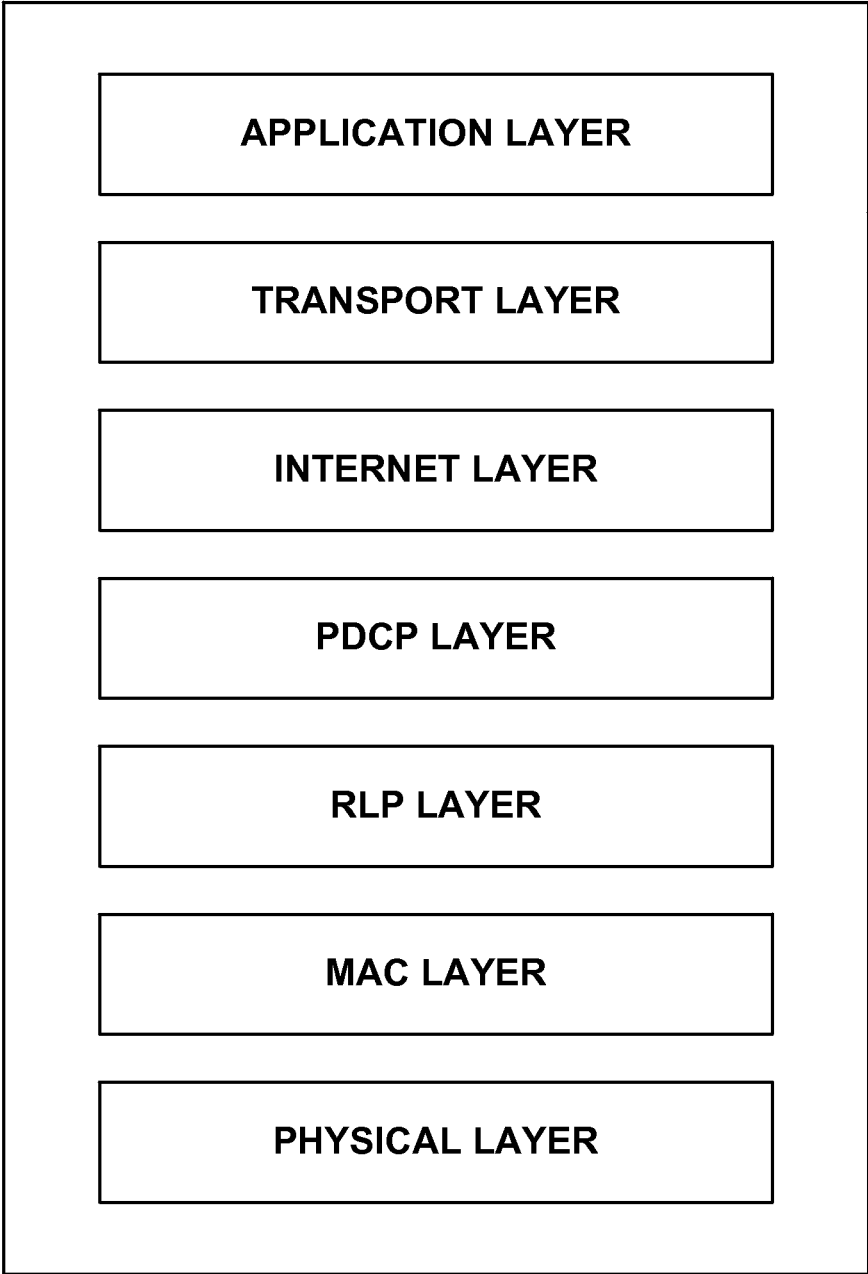 APPLICATION LAYER
TRANSPORT LAYER
INTERNET LAYER
PDCP LAYER
RLP LAYER
MAC LAYER
PHYSICAL LAYER